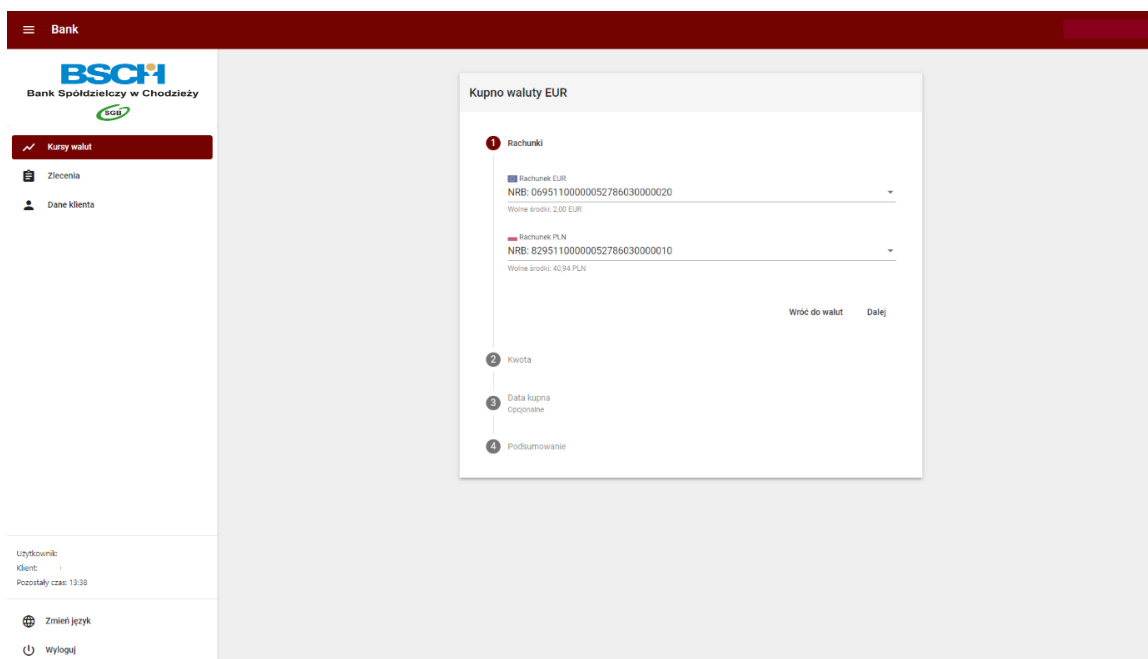 Bank
BSCH
Bank Spółdzielczy w Chodzieży
SGB
Kursy walut
Zlecenia
Dane klienta
Użytkownik:
Klient:
Pozostały czas: 13:38
Zmień język
Wyloguj
Kupno waluty EUR
1 Rachunki
Rachunek EUR
NRB: 06951100000052786030000020
Wolne środki: 2,00 EUR
Rachunek PLN
NRB: 82951100000052786030000010
Wolne środki: 40,94 PLN
Wróć do walut Dalej
2 Kwota
3 Data kupna
Opcjonalne
4 Podsumowanie